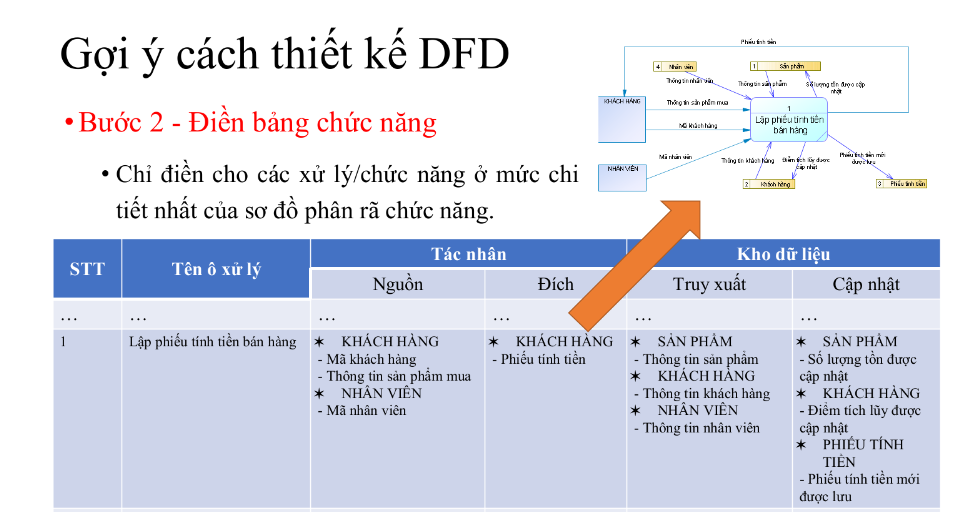 Gợi ý cách thiết kế DFD
• Bước 2 - Điền bảng chức năng
• Chỉ điền cho các xử lý/chức năng ở mức chi
tiết nhất của sơ đồ phân rã chức năng.
Phiếu tính tiền
4 Nhân viên
1 Sản phẩm
Thông tin nhân viên
Thông tin sản phẩm
Số lượng tồn được cập
nhật
KHÁCH HÀNG
Thông tin sản phẩm mua
Mã khách hàng
1
Lập phiếu tính tiền
bán hàng
NHÂN VIÊN
Mã nhân viên
Thông tin khách hàng
Điểm tích lũy được
cập nhật
Phiếu tính tiền mới
được lưu
2 Khách hàng
3 Phiếu tính tiền
STT
Tên ô xử lý
Tác nhân
Kho dữ liệu
Nguồn
Đích
Truy xuất
Cập nhật
… … … … … …
1
Lập phiếu tính tiền bán hàng
✶ KHÁCH HÀNG
- Mã khách hàng
- Thông tin sản phẩm mua
✶ NHÂN VIÊN
- Mã nhân viên
✶ KHÁCH HÀNG
- Phiếu tính tiền
✶ SẢN PHẨM
- Thông tin sản phẩm
✶ KHÁCH HÀNG
- Thông tin khách hàng
✶ NHÂN VIÊN
- Thông tin nhân viên
✶ SẢN PHẨM
- Số lượng tồn được
cập nhật
✶ KHÁCH HÀNG
- Điểm tích lũy được
cập nhật
✶ PHIẾU TÍNH
TIỀN
- Phiếu tính tiền mới
được lưu